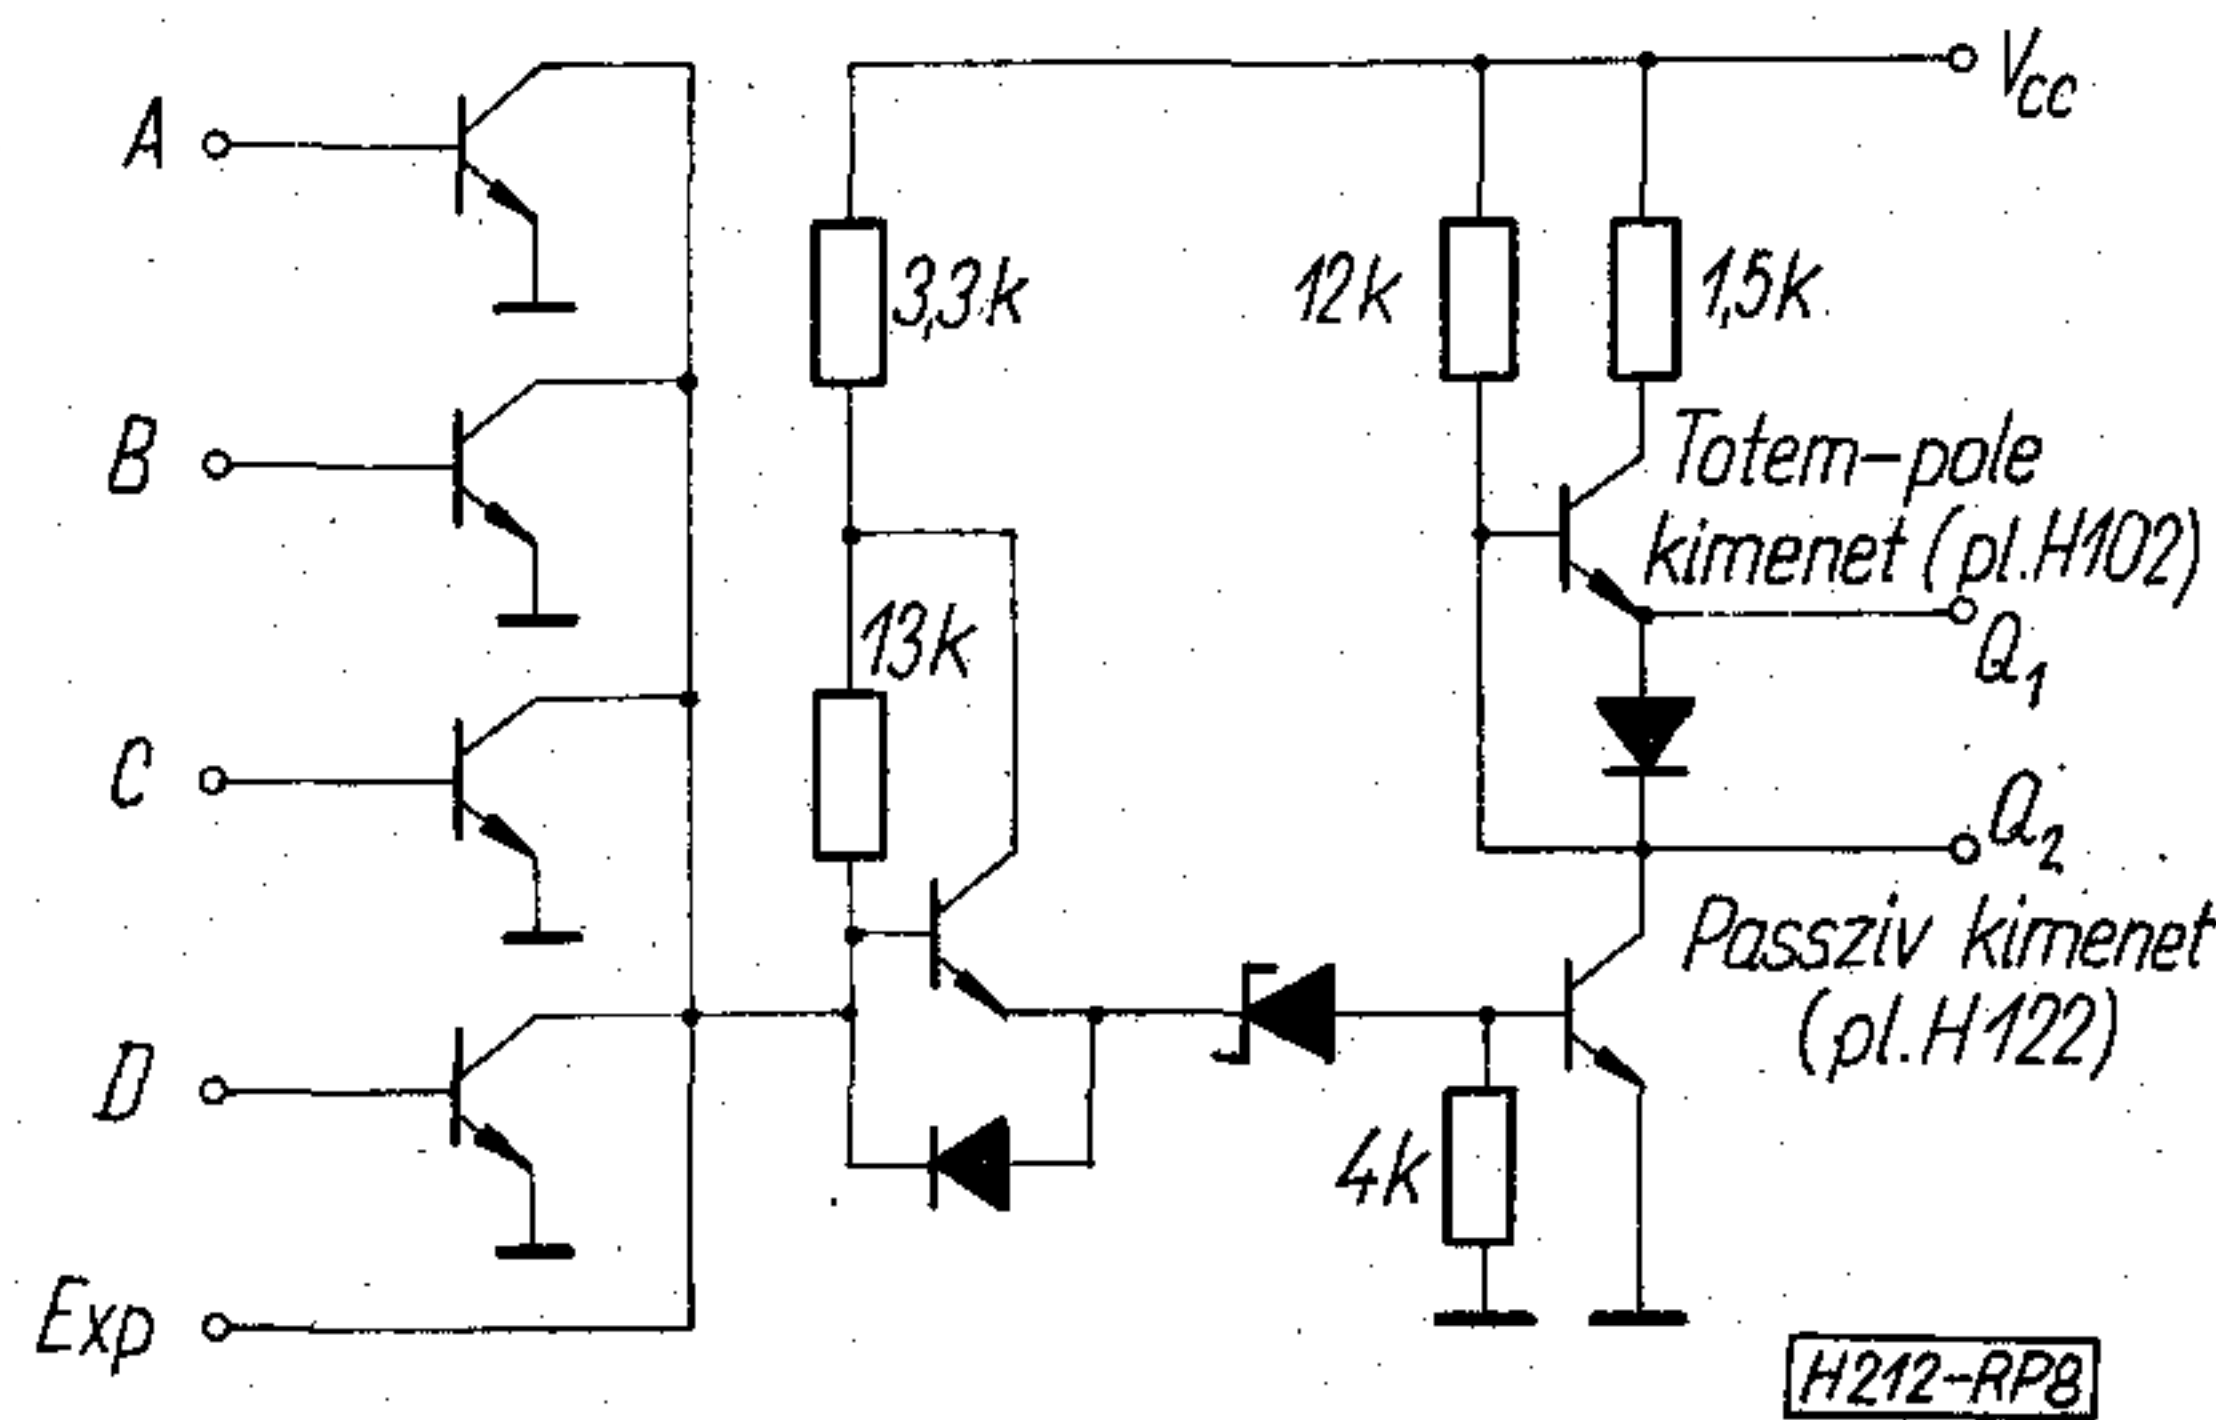 A
B
C
D
Exp
3,3k
13k
12k
1,5k
4k
Vcc
Totem-pole
kimenet (pl. H102)
Q1
Q2
Passziv kimenet
(pl. H122)
H212-RP8